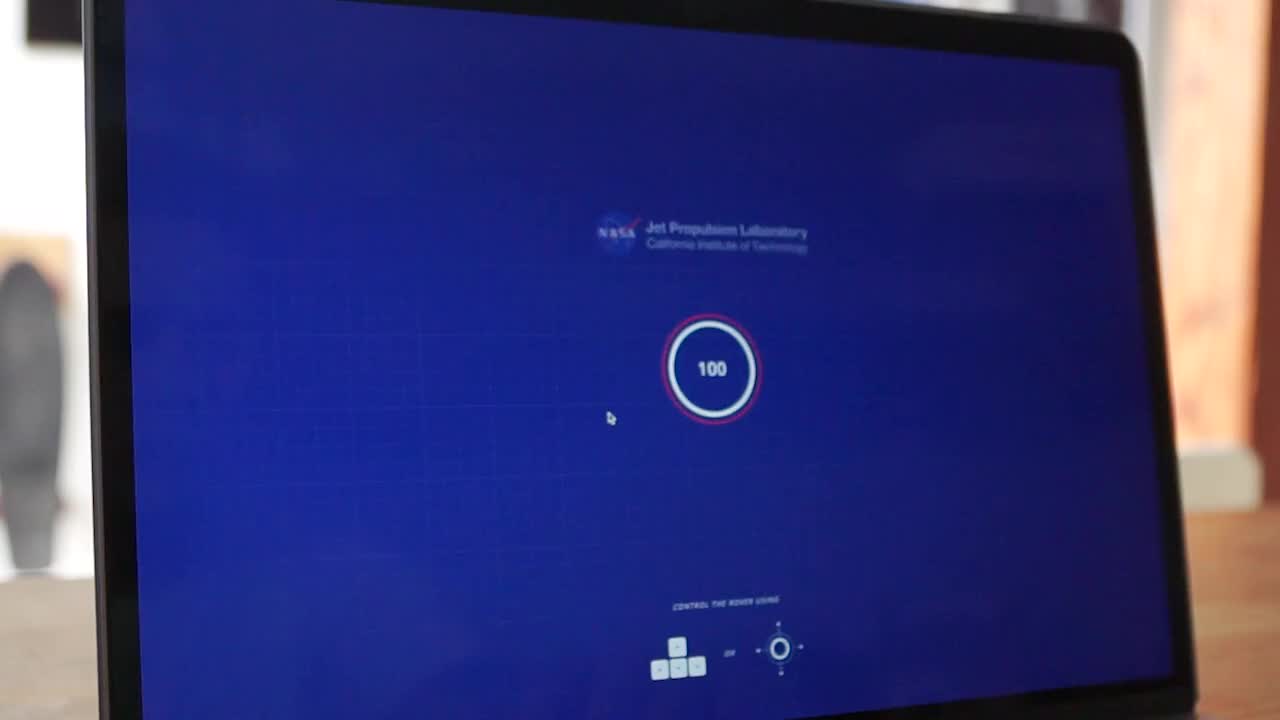 NASA
Jet Propulsion Laboratory
California Institute of Technology
100
CONTROL THE ROVER USING
OR